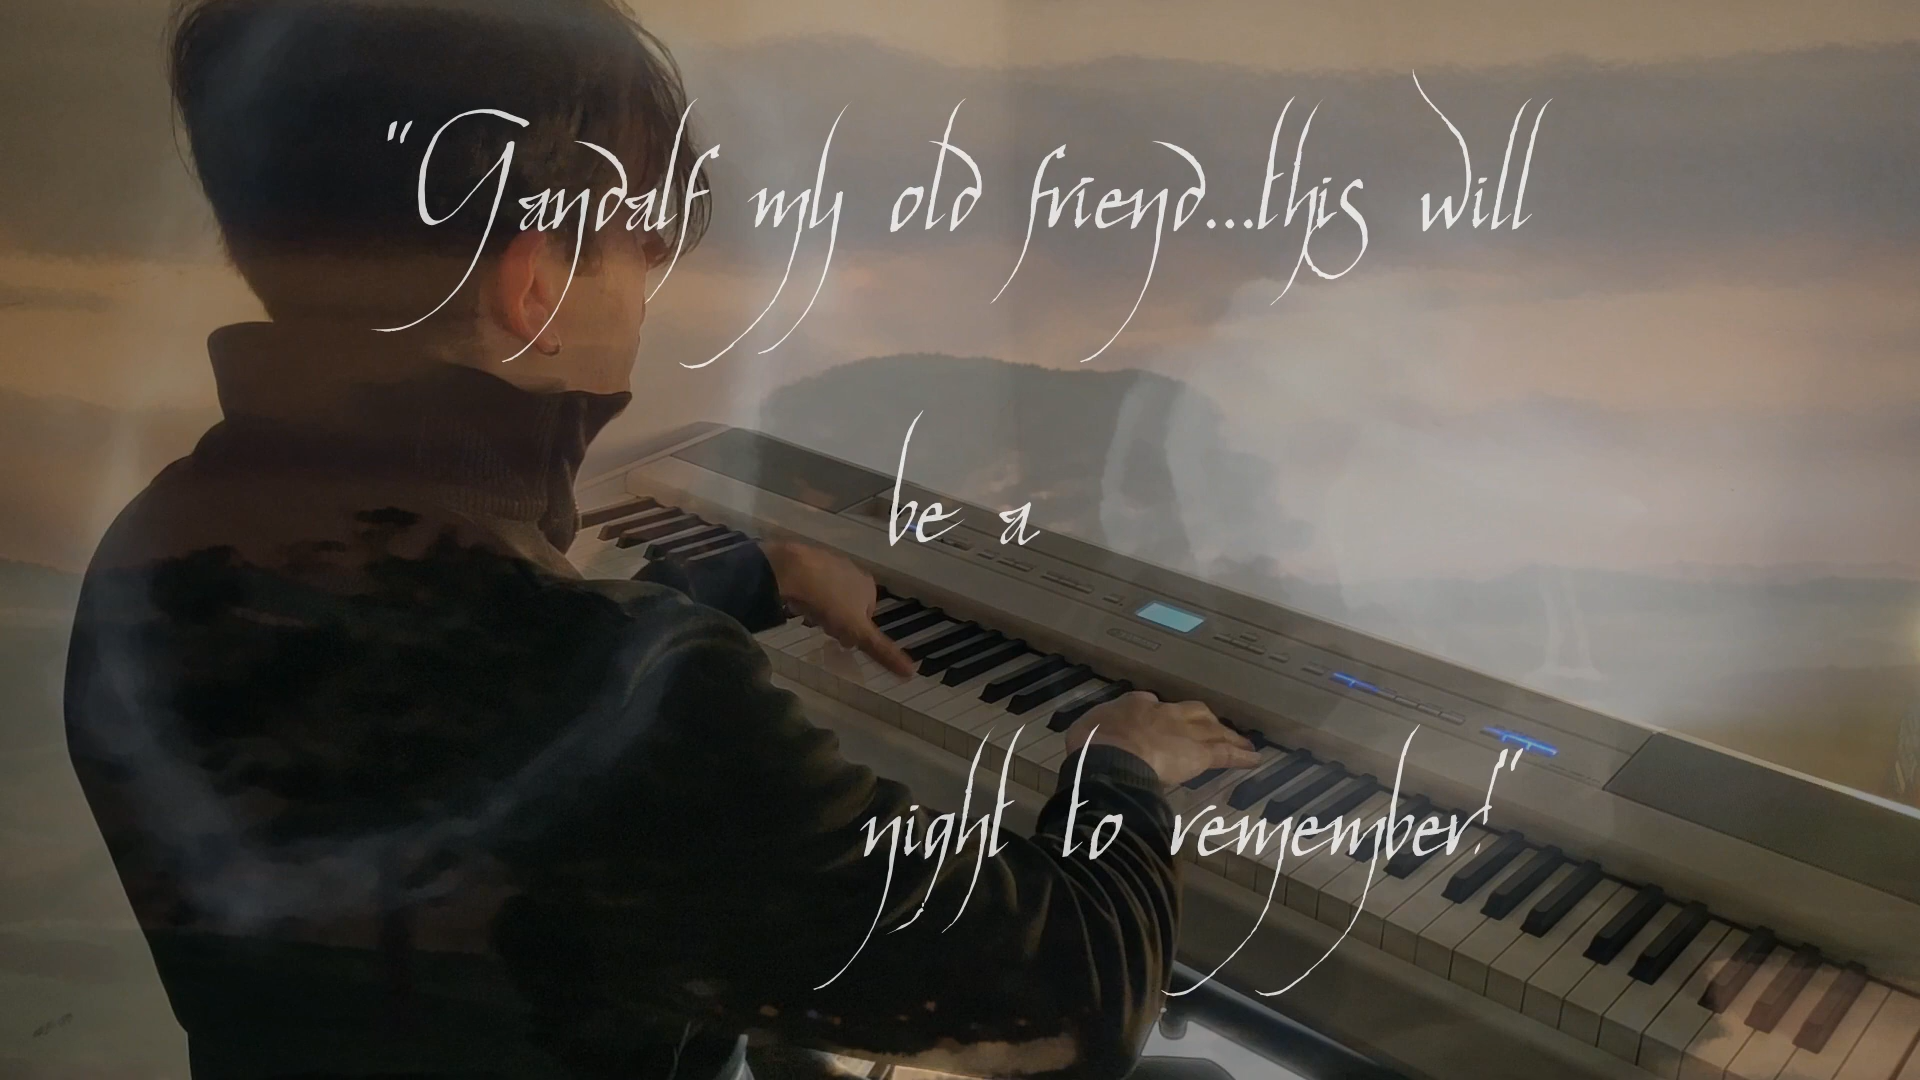 "Gandalf my old friend...this will
be a
night to remember!"